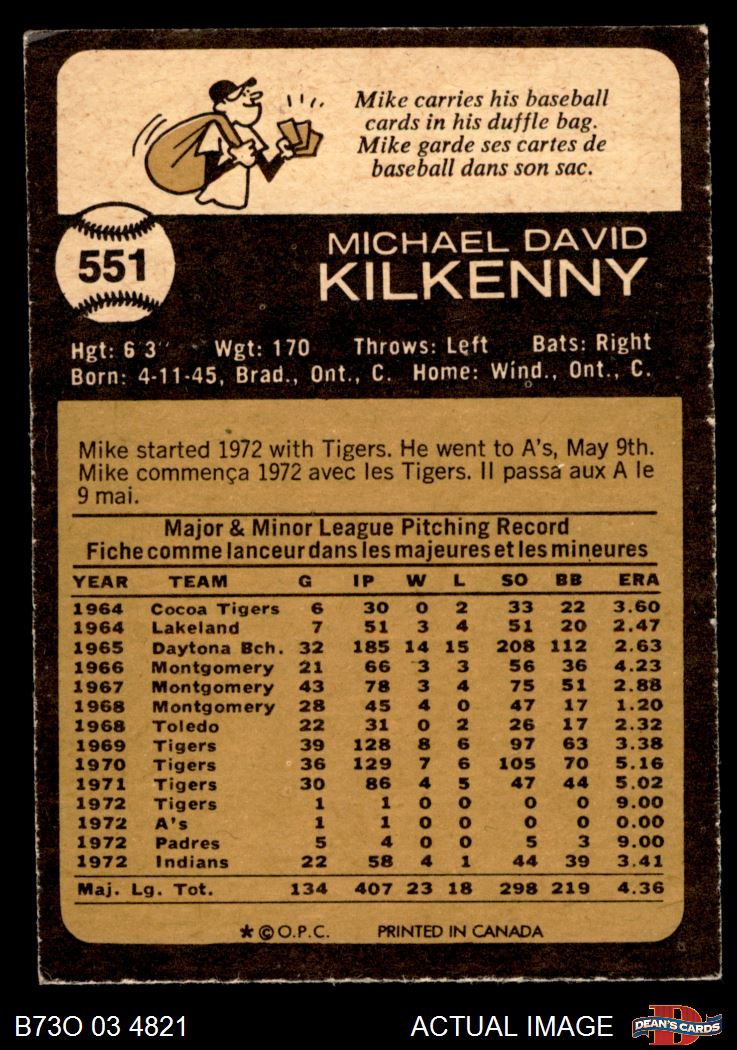 Mike carries his baseball
cards in his duffle bag.
Mike garde ses cartes de
baseball dans son sac.
551
MICHAEL DAVID
KILKENNY
Hgt: 6'3" Wgt: 170 Throws: Left Bats: Right
Born: 4-11-45, Brad., Ont., C. Home: Wind., Ont., C.
Mike started 1972 with Tigers. He went to A's, May 9th.
Mike commença 1972 avec les Tigers. Il passa aux A le
9 mai.
Major & Minor League Pitching Record
Fiche comme lanceur dans les majeures et les mineures
YEAR TEAM G IP W L SO BB ERA
1964 Cocoa Tigers 6 30 0 2 33 22 3.60
1964 Lakeland 7 51 3 4 51 20 2.47
1965 Daytona Bch. 32 185 14 15 208 112 2.63
1966 Montgomery 21 66 3 3 56 36 4.23
1967 Montgomery 43 78 3 4 75 51 2.88
1968 Montgomery 28 45 4 0 47 17 1.20
1968 Toledo 22 31 0 2 26 17 2.32
1969 Tigers 39 128 8 6 97 63 3.38
1970 Tigers 36 129 7 6 105 70 5.16
1971 Tigers 30 86 4 5 47 44 5.02
1972 Tigers 1 1 0 0 0 0 9.00
1972 A's 1 1 0 0 0 0 0.00
1972 Padres 5 4 0 0 5 3 9.00
1972 Indians 22 58 4 1 44 39 3.41
Maj. Lg. Tot. 134 407 23 18 298 219 4.36
★ © O.P.C. PRINTED IN CANADA
B73O 03 4821 ACTUAL IMAGE
D
DEAN'S CARDS